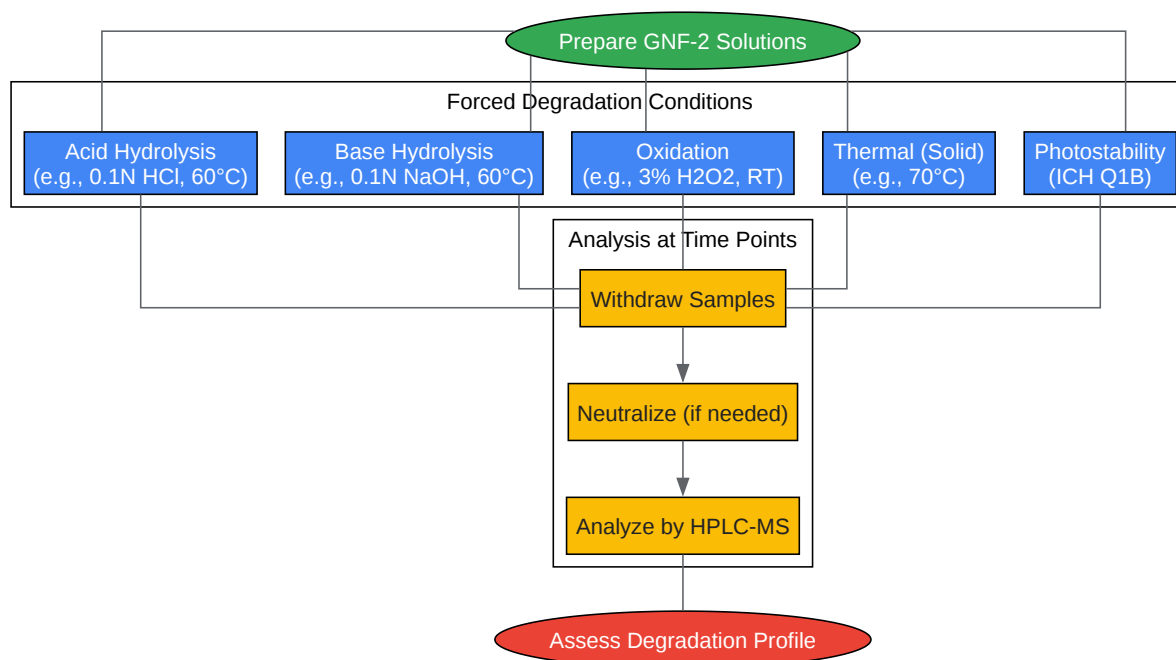 Prepare GNF-2 Solutions
Forced Degradation Conditions
Acid Hydrolysis
(e.g., 0.1N HCl, 60°C)
Base Hydrolysis
(e.g., 0.1N NaOH, 60°C)
Oxidation
(e.g., 3% H2O2, RT)
Thermal (Solid)
(e.g., 70°C)
Photostability
(ICH Q1B)
Analysis at Time Points
Withdraw Samples
Neutralize (if needed)
Analyze by HPLC-MS
Assess Degradation Profile